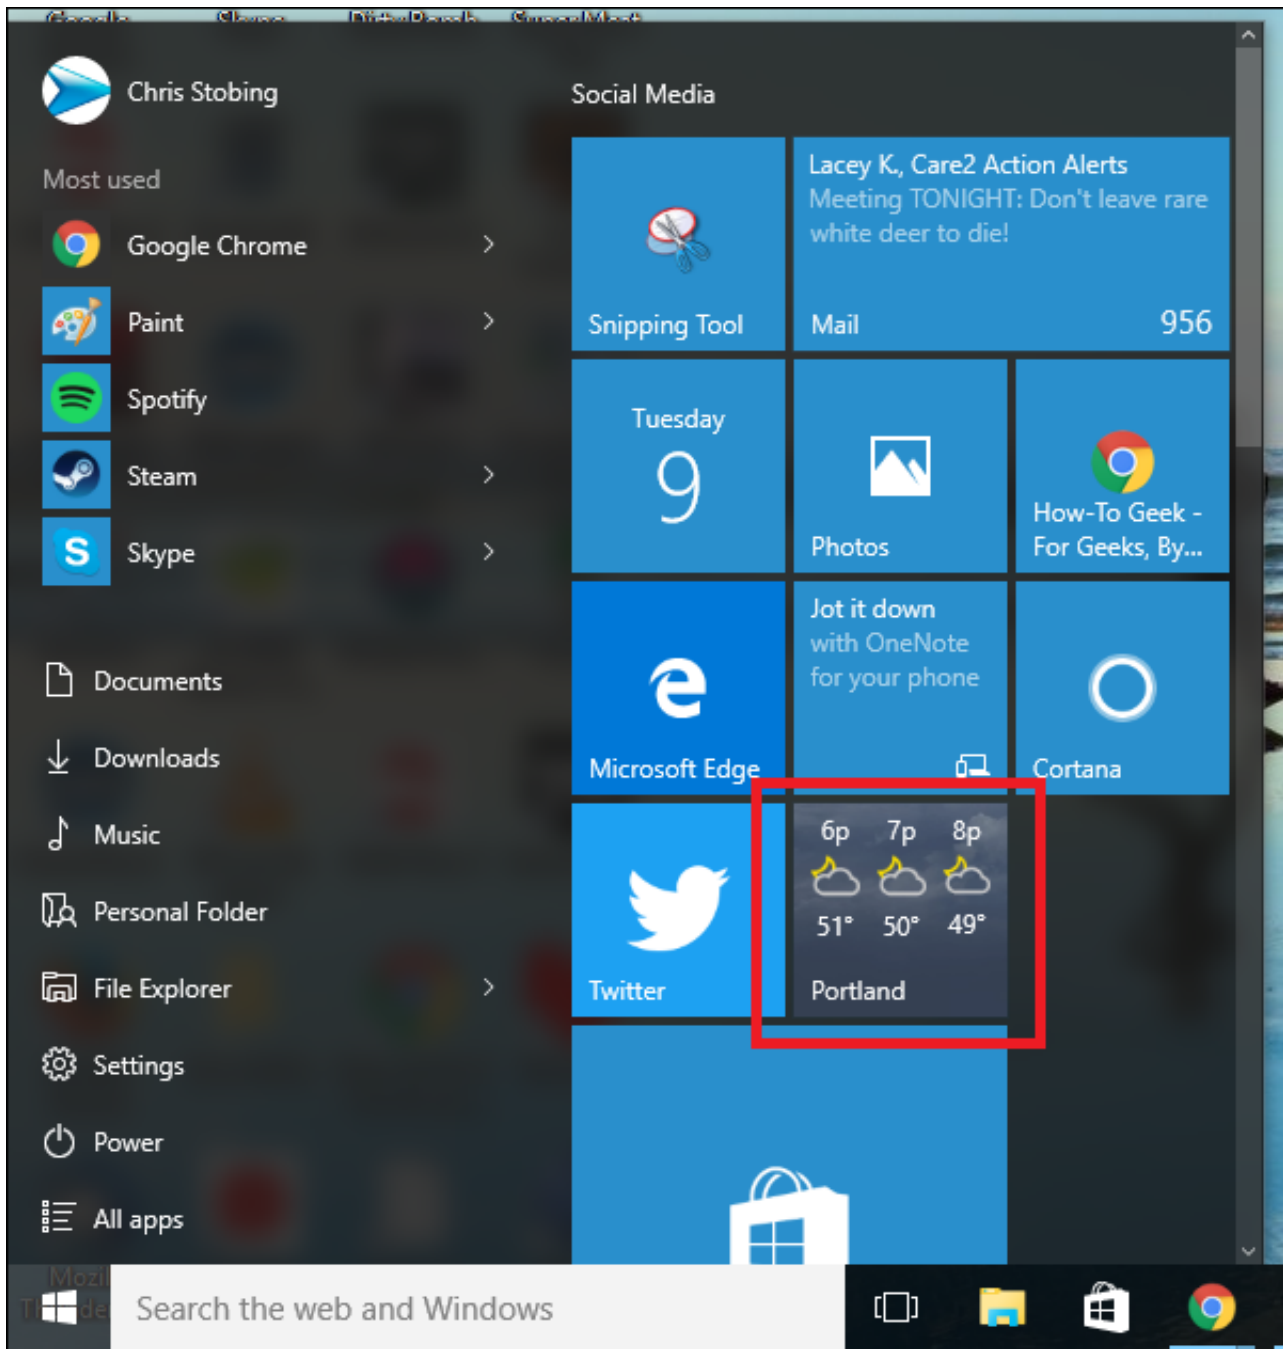 Chris Stobing
Most used
Google Chrome
Paint
Spotify
Steam
Skype
Documents
Downloads
Music
Personal Folder
File Explorer
Settings
Power
All apps
Social Media
Snipping Tool
Lacey K., Care2 Action Alerts
Meeting TONIGHT: Don't leave rare
white deer to die!
Mail
956
Tuesday
9
Photos
How-To Geek -
For Geeks, By...
Microsoft Edge
Jot it down
with OneNote
for your phone
Cortana
Twitter
6p 7p 8p
51° 50° 49°
Portland
Search the web and Windows